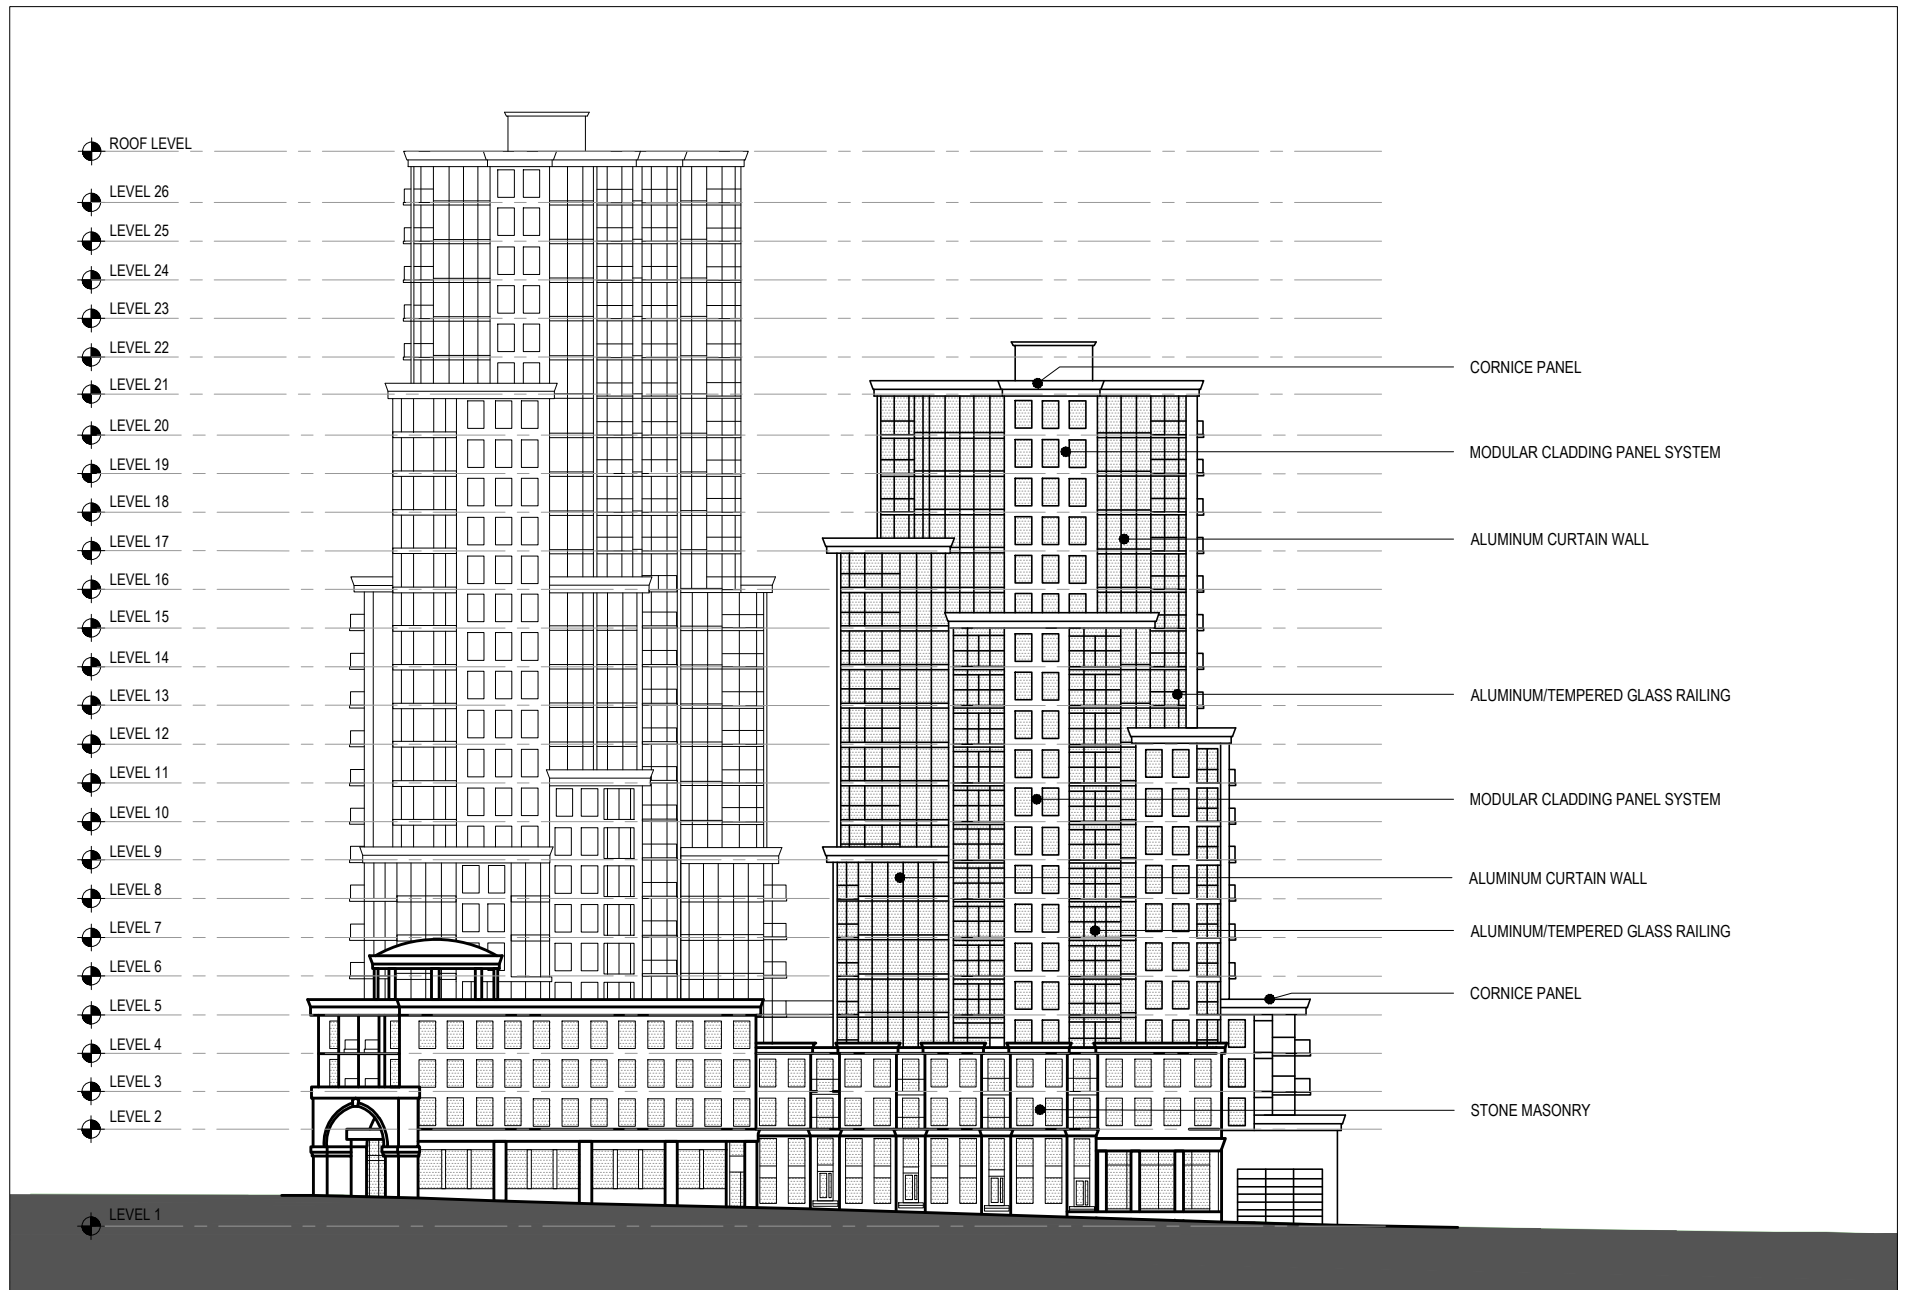 ROOF LEVEL
LEVEL 26
LEVEL 25
LEVEL 24
LEVEL 23
LEVEL 22
LEVEL 21
LEVEL 20
LEVEL 19
LEVEL 18
LEVEL 17
LEVEL 16
LEVEL 15
LEVEL 14
LEVEL 13
LEVEL 12
LEVEL 11
LEVEL 10
LEVEL 9
LEVEL 8
LEVEL 7
LEVEL 6
LEVEL 5
LEVEL 4
LEVEL 3
LEVEL 2
LEVEL 1
CORNICE PANEL
MODULAR CLADDING PANEL SYSTEM
ALUMINUM CURTAIN WALL
ALUMINUM/TEMPERED GLASS RAILING
MODULAR CLADDING PANEL SYSTEM
ALUMINUM CURTAIN WALL
ALUMINUM/TEMPERED GLASS RAILING
CORNICE PANEL
STONE MASONRY